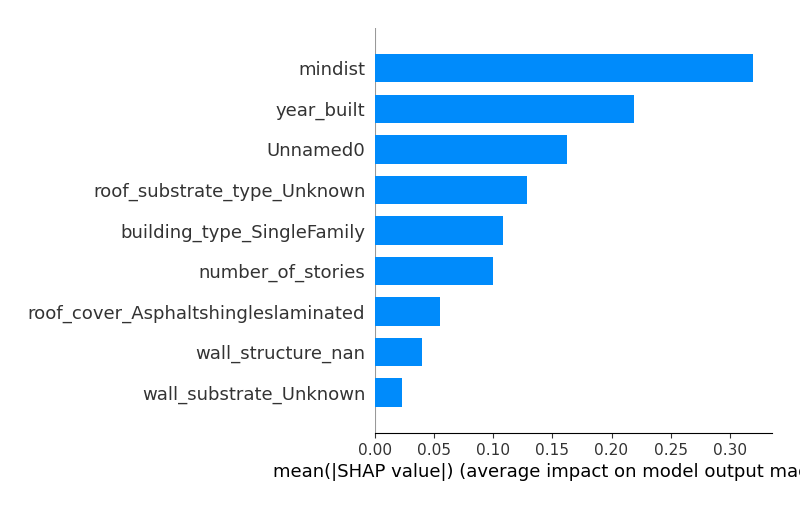 mindist
year_built
Unnamed0
roof_substrate_type_Unknown
building_type_SingleFamily
number_of_stories
roof_cover_Asphaltshingleslaminated
wall_structure_nan
wall_substrate_Unknown
0.00 0.05 0.10 0.15 0.20 0.25 0.30
mean(|SHAP value|) (average impact on model output mag